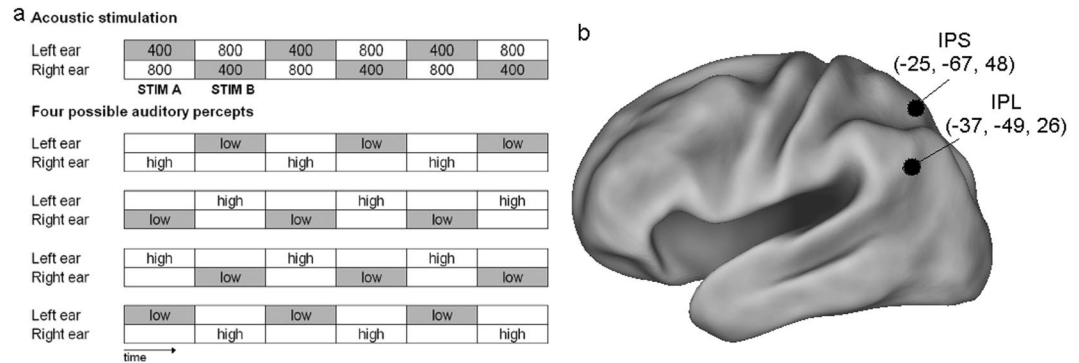 a Acoustic stimulation
Left ear 400 800 400 800 400 800
Right ear 800 400 800 400 800 400
STIM A STIM B
Four possible auditory percepts
Left ear low low low
Right ear high high high
Left ear high high high
Right ear low low low
Left ear high high high
Right ear low low low
Left ear low low low
Right ear high high high
time
b
IPS
(-25, -67, 48)
IPL
(-37, -49, 26)